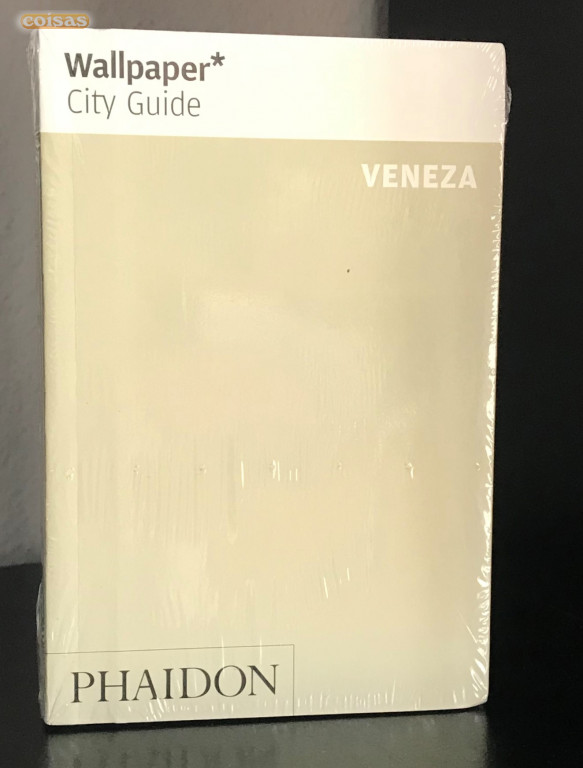 coisas
Wallpaper*
City Guide
VENEZA
PHAIDON